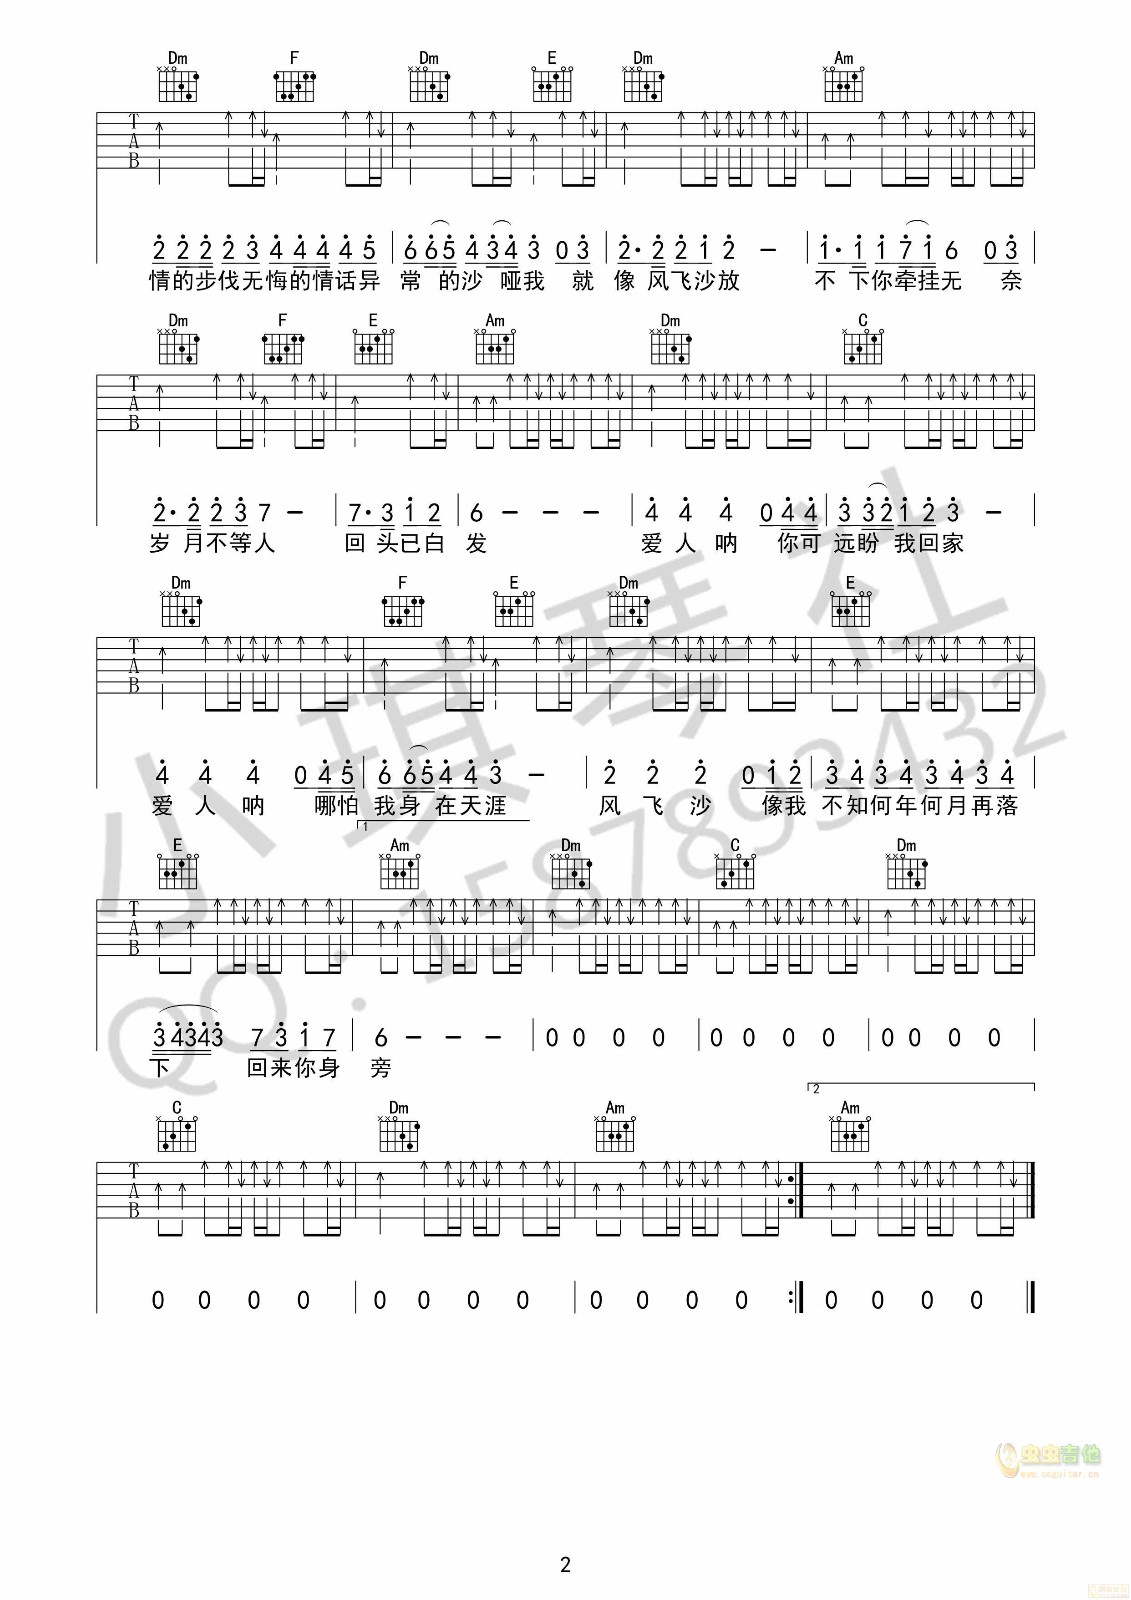 Dm F Dm E Dm Am
T
A
B
2 2 2 2 3 4 4 4 4 5 6 6 5 4 3 4 3 0 3 2· 2 2 1 2 — 1· 1 1 7 1 6 0 3
情的步伐无悔的情话异 常 的沙 哑我 就 像 风飞沙放 不 下你牵挂无 奈
Dm F E Am Dm C
T
A
B
2· 2 2 3 7 — 7· 3 1 2 6 — — — 4 4 4 0 4 4 3 3 2 1 2 3 —
岁 月不等人 回 头已白 发 爱 人 呐 你可 远盼 我回家
Dm F E Dm E
T
A
B
4 4 4 0 4 5 6 6 5 4 4 3 — 2 2 2 0 1 2 3 4 3 4 3 4 3 4
爱 人 呐 哪怕 我身 在天涯 风 飞 沙 像我 不知何年何月再落
1
E Am Dm C Dm
T
A
B
3 4 3 4 3 7 3 1 7 6 — — — 0 0 0 0 0 0 0 0 0 0 0 0
下 回来你身 旁
2
C Dm Am Am
T
A
B
0 0 0 0 0 0 0 0 0 0 0 0 0 0 0 0
小琪琴社
QQ:1587893432
虫虫吉他
www.ccguitar.cn
2